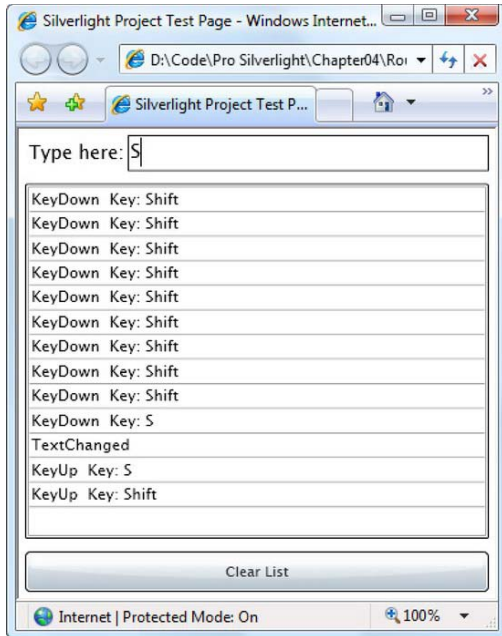 Silverlight Project Test Page - Windows Internet...
D:\Code\Pro Silverlight\Chapter04\Rou
Silverlight Project Test P...
Type here: S
KeyDown Key: Shift
KeyDown Key: Shift
KeyDown Key: Shift
KeyDown Key: Shift
KeyDown Key: Shift
KeyDown Key: Shift
KeyDown Key: Shift
KeyDown Key: Shift
KeyDown Key: Shift
KeyDown Key: S
TextChanged
KeyUp Key: S
KeyUp Key: Shift
Clear List
Internet | Protected Mode: On
100%